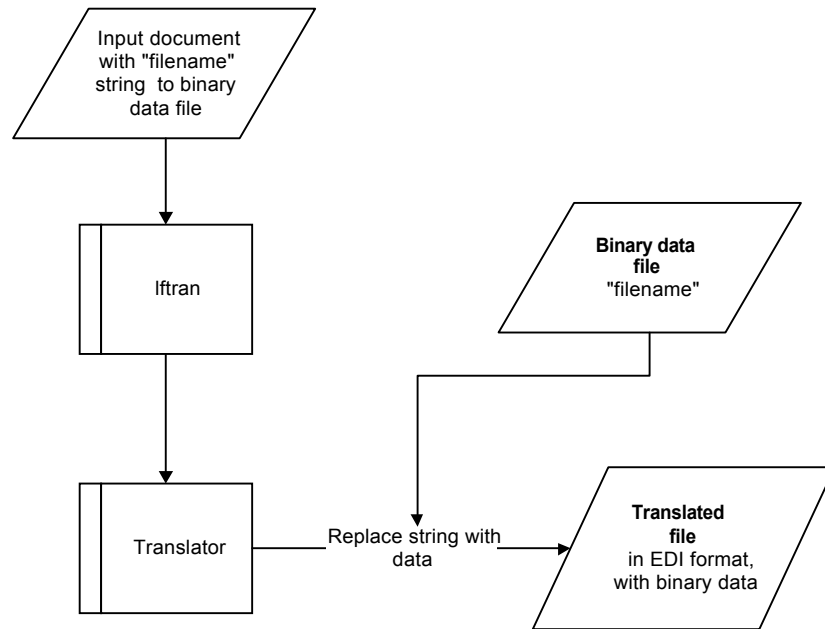 Input document
with "filename"
string to binary
data file
Iftran
Binary data
file
"filename"
Translator
Replace string with
data
Translated
file
in EDI format,
with binary data